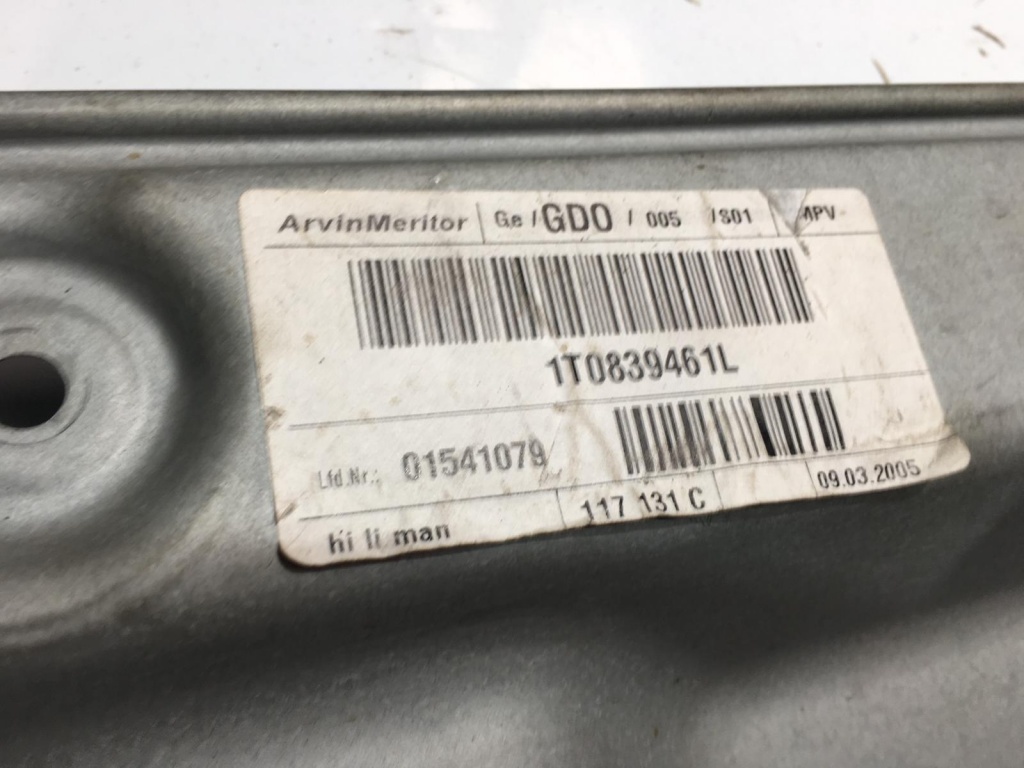 ArvinMeritor Ge / GDO / 005 /S01 MPV
1T0839461L
Lfd.Nr.: 01541079
hi li man 117 131 C 09.03.2005